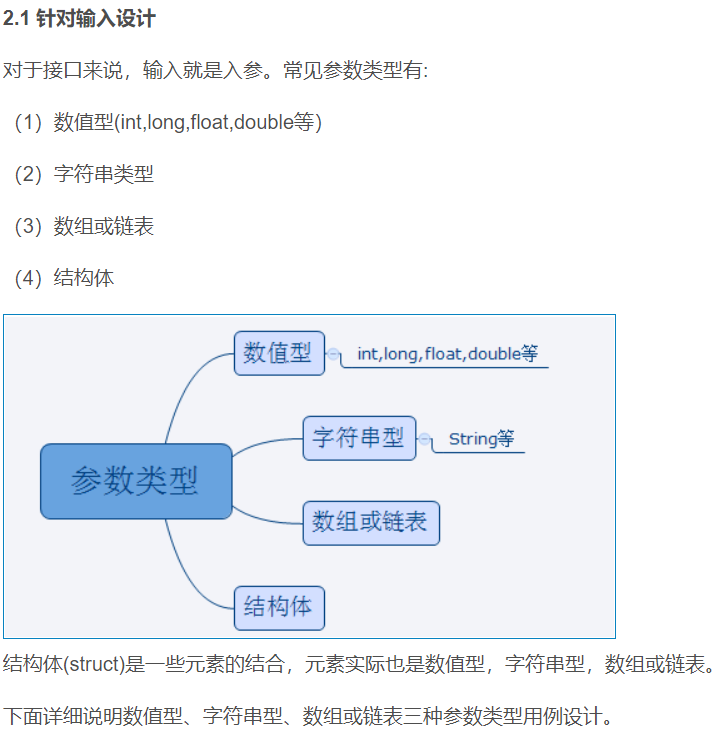 2.1 针对输入设计
对于接口来说，输入就是入参。常见参数类型有:
（1）数值型(int,long,float,double等）
（2）字符串类型
（3）数组或链表
（4）结构体
数值型
int,long,float,double等
字符串型
String等
参数类型
数组或链表
结构体
结构体(struct)是一些元素的结合，元素实际也是数值型，字符串型，数组或链表。
下面详细说明数值型、字符串型、数组或链表三种参数类型用例设计。